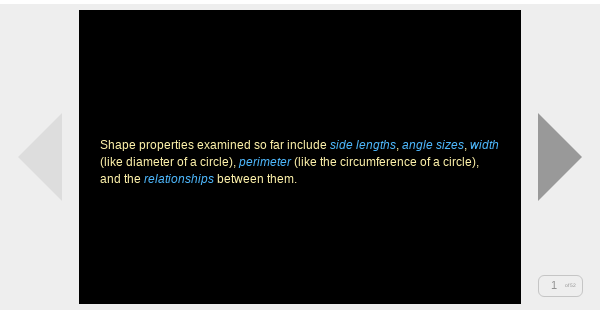 Shape properties examined so far include side lengths, angle sizes, width
(like diameter of a circle), perimeter (like the circumference of a circle),
and the relationships between them.
1 of 52